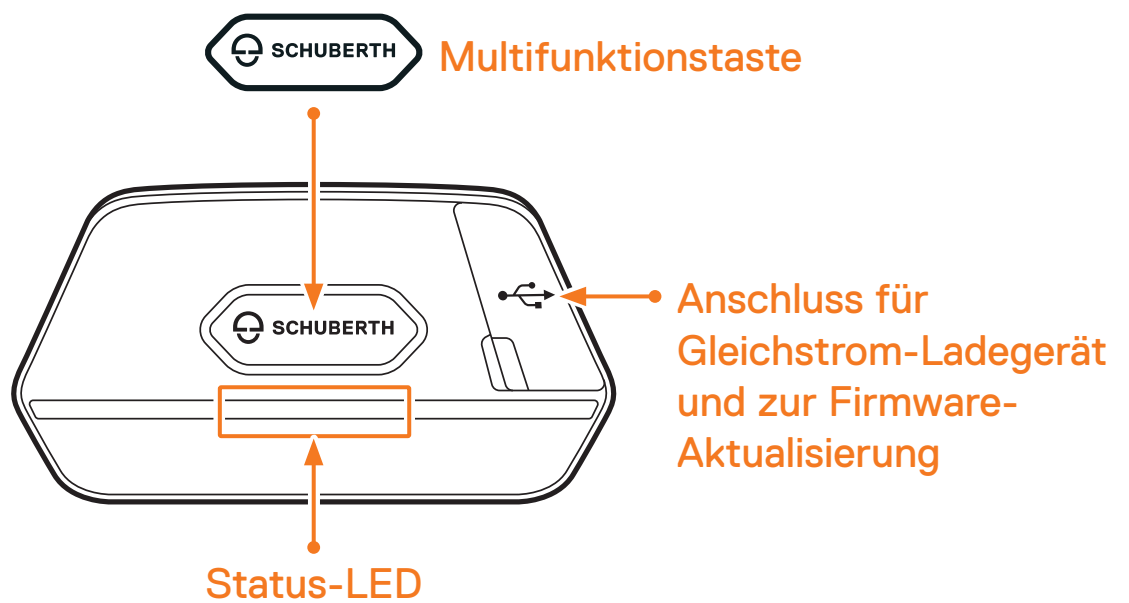 SCHUBERTH Multifunktionstaste
SCHUBERTH
Anschluss für
Gleichstrom-Ladegerät
und zur Firmware-
Aktualisierung
Status-LED